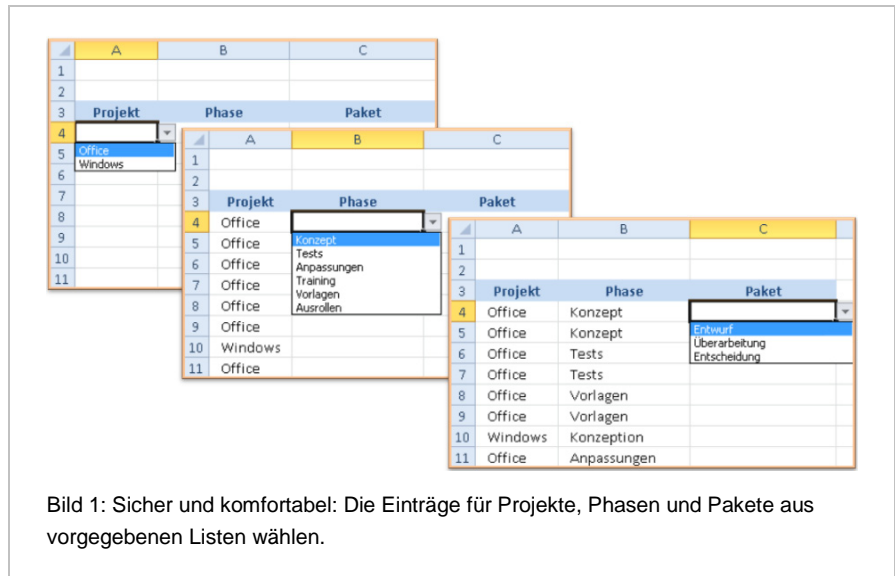 A B C
1
2
3 Projekt Phase Paket
4
5 Office
6 Windows
7
8
9
10
11
A B C
1
2
3 Projekt Phase Paket
4 Office
5 Office Konzept
6 Office Tests
Anpassungen
7 Office Training
Vorlagen
8 Office Ausrollen
9 Office
10 Windows
11 Office
A B C
1
2
3 Projekt Phase Paket
4 Office Konzept
5 Office Konzept Entwurf
Überarbeitung
6 Office Tests Entscheidung
7 Office Tests
8 Office Vorlagen
9 Office Vorlagen
10 Windows Konzeption
11 Office Anpassungen
Bild 1: Sicher und komfortabel: Die Einträge für Projekte, Phasen und Pakete aus
vorgegebenen Listen wählen.